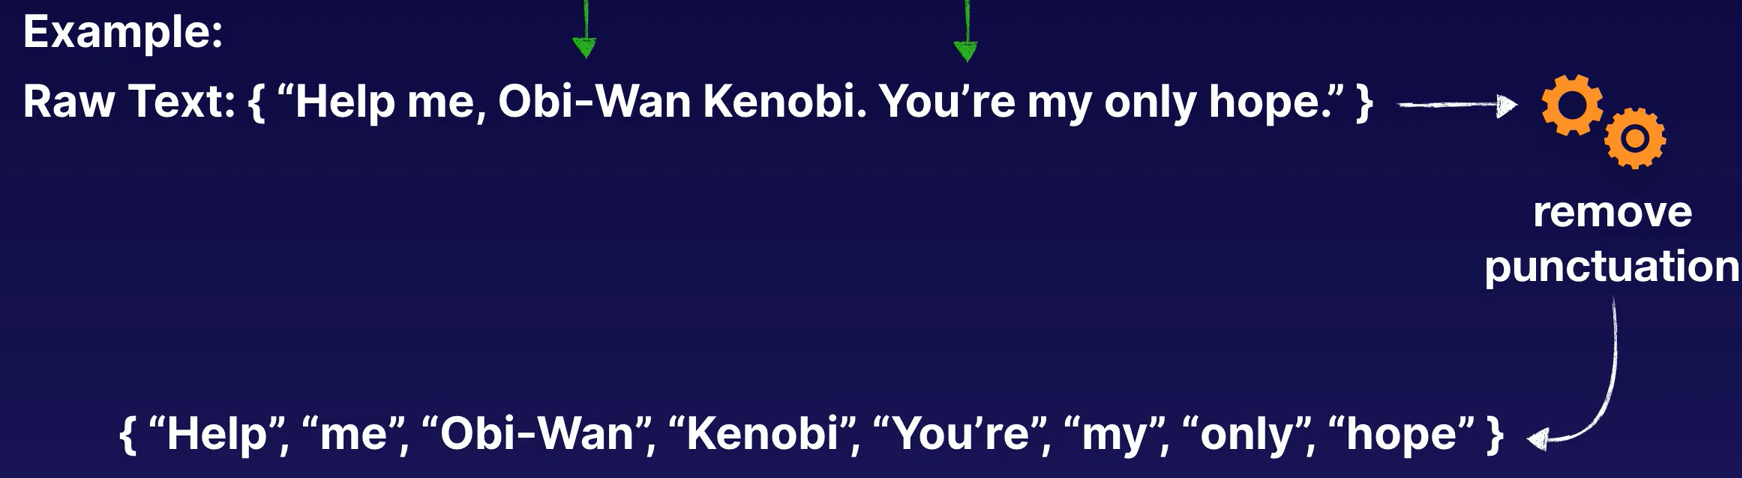 Example:
Raw Text: { “Help me, Obi-Wan Kenobi. You’re my only hope.” }
remove
punctuation
{ “Help”, “me”, “Obi-Wan”, “Kenobi”, “You’re”, “my”, “only”, “hope” }